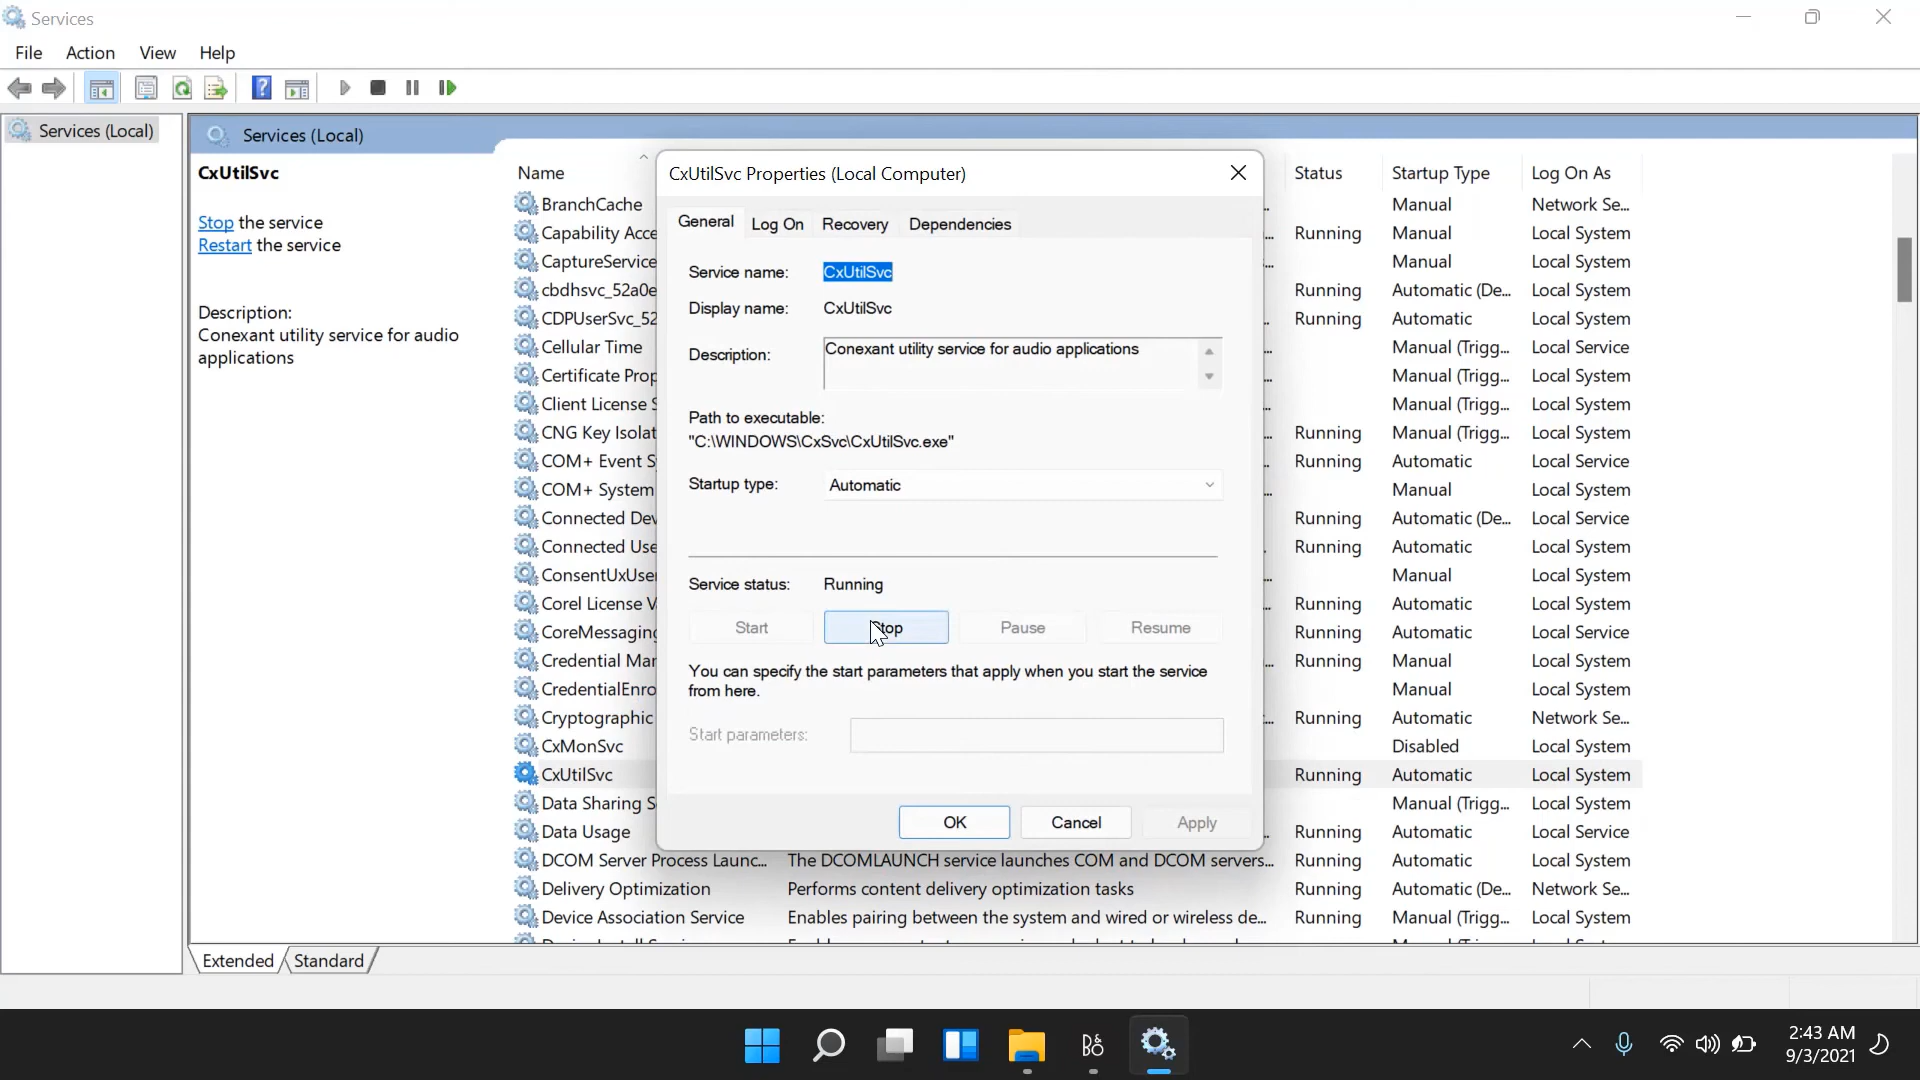 Services
File Action View Help
Services (Local)
Services (Local)
CxUtilSvc
Stop the service
Restart the service
Description:
Conexant utility service for audio
applications
Name Status Startup Type Log On As
BranchCache Manual Network Se...
Capability Acce Running Manual Local System
CaptureService Manual Local System
cbdhsvc_52a0e Running Automatic (De... Local System
CDPUserSvc_52 Running Automatic Local System
Cellular Time Manual (Trigg... Local Service
Certificate Prop Manual (Trigg... Local System
Client License S Manual (Trigg... Local System
CNG Key Isolat Running Manual (Trigg... Local System
COM+ Event S Running Automatic Local Service
COM+ System Manual Local System
Connected Dev Running Automatic (De... Local Service
Connected Use Running Automatic Local System
ConsentUxUser Manual Local System
Corel License V Running Automatic Local System
CoreMessaging Running Automatic Local Service
Credential Man Running Manual Local System
CredentialEnro Manual Local System
Cryptographic Running Automatic Network Se...
CxMonSvc Disabled Local System
CxUtilSvc Running Automatic Local System
Data Sharing S Manual (Trigg... Local System
Data Usage Running Automatic Local Service
DCOM Server Process Launc... The DCOMLAUNCH service launches COM and DCOM servers... Running Automatic Local System
Delivery Optimization Performs content delivery optimization tasks Running Automatic (De... Network Se...
Device Association Service Enables pairing between the system and wired or wireless de... Running Manual (Trigg... Local System
CxUtilSvc Properties (Local Computer)
General Log On Recovery Dependencies
Service name: CxUtilSvc
Display name: CxUtilSvc
Description: Conexant utility service for audio applications
Path to executable:
"C:\WINDOWS\CxSvc\CxUtilSvc.exe"
Startup type: Automatic
Service status: Running
Start Stop Pause Resume
You can specify the start parameters that apply when you start the service
from here.
Start parameters:
OK Cancel Apply
Extended Standard
2:43 AM
9/3/2021